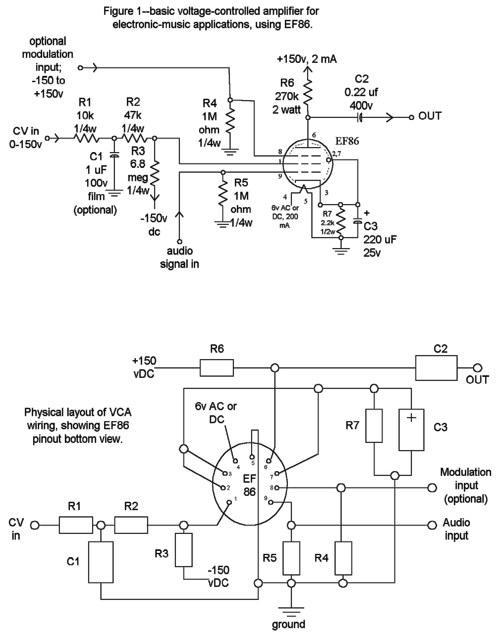 Figure 1--basic voltage-controlled amplifier for
electronic-music applications, using EF86.
optional
modulation
input;
-150 to
+150v
+150v, 2 mA
R6
270k
2 watt
C2
0.22 uf
400v
OUT
R1
10k
1/4w
R2
47k
1/4w
R4
1M
ohm
1/4w
CV in
0-150v
C1
1 uF
100v
film
(optional)
R3
6.8
meg
1/4w
-150v
dc
audio
signal in
R5
1M
ohm
1/4w
6
EF86
8
1
9
2,7
3
4
5
6v AC or
DC, 200
mA
R7
2.2k
1/2w
+
C3
220 uF
25v
R6
C2
+150
vDC
OUT
Physical layout of VCA
wiring, showing EF86
pinout bottom view.
6v AC or
DC
R7
+
C3
4
5
6
3
7
2
8
1
9
EF
86
Modulation
input
(optional)
CV
in
R1
R2
Audio
input
C1
R3
R5
R4
-150
vDC
ground